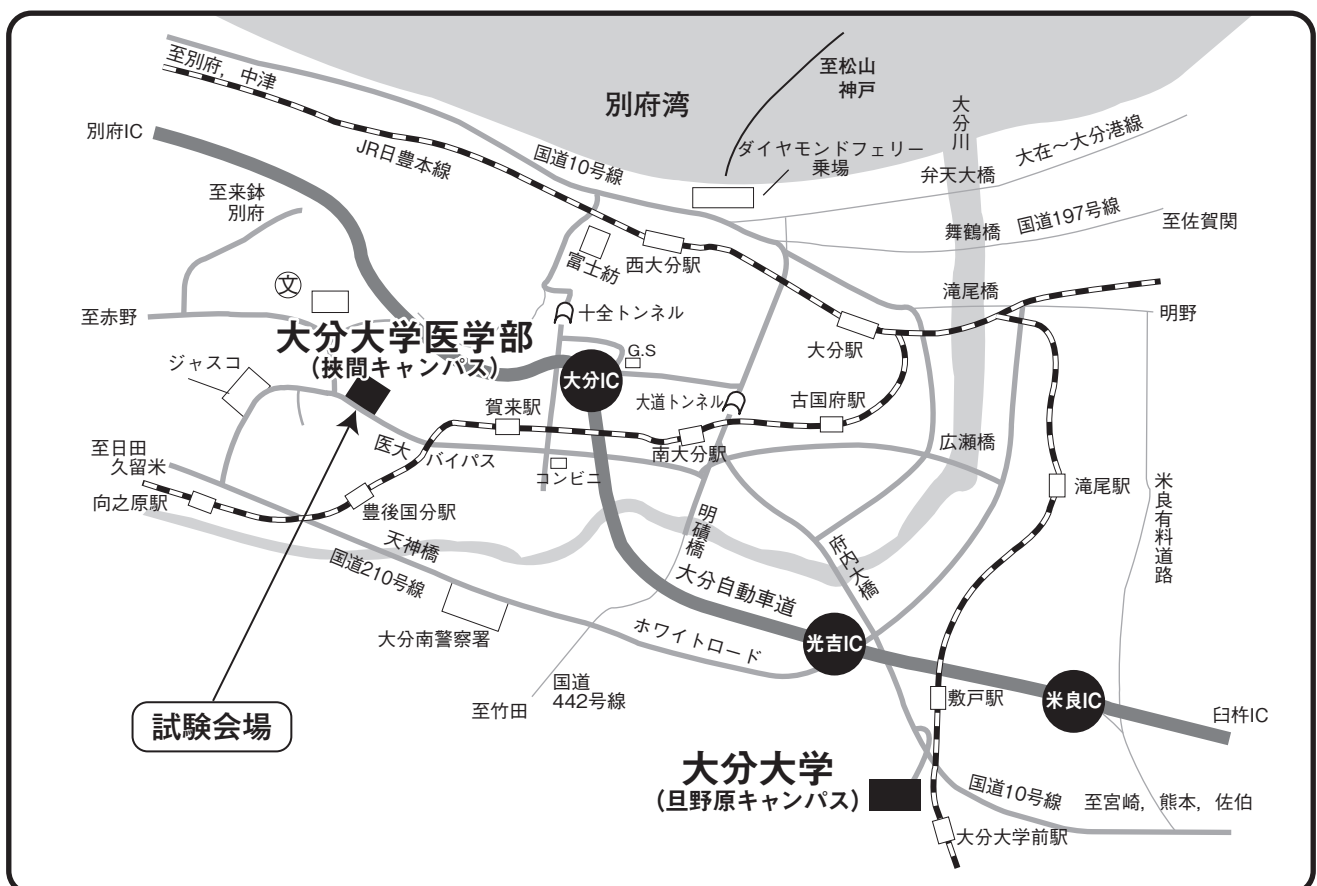 至別府，中津
別府IC
JR日豊本線
国道10号線
別府湾
至松山
神戸
ダイヤモンドフェリー
乗場
大分川
大在～大分港線
弁天大橋
舞鶴橋
国道197号線
至佐賀関
至来鉢
別府
富士紡
西大分駅
滝尾橋
明野
文
至赤野
十全トンネル
大分駅
大分大学医学部
（挾間キャンパス）
G.S
大分IC
ジャスコ
大道トンネル
古国府駅
賀来駅
南大分駅
広瀬橋
医大バイパス
至日田
久留米
コンビニ
滝尾駅
米良有料道路
向之原駅
豊後国分駅
明磧橋
天神橋
府内大橋
国道210号線
大分自動車道
大分南警察署
ホワイトロード
光吉IC
国道
442号線
至竹田
敷戸駅
米良IC
臼杵IC
試験会場
大分大学
（旦野原キャンパス）
国道10号線
至宮崎，熊本，佐伯
大分大学前駅